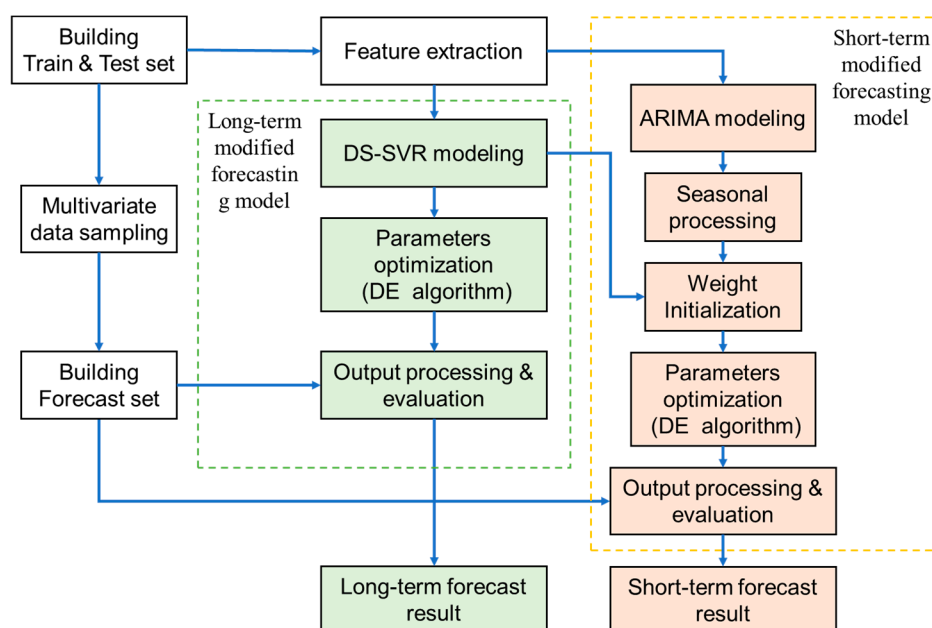 Building
Train & Test set
Feature extraction
Short-term
modified
forecasting
model
Long-term
modified
forecastin
g model
ARIMA modeling
DS-SVR modeling
Seasonal
processing
Multivariate
data sampling
Parameters
optimization
(DE algorithm)
Weight
Initialization
Building
Forecast set
Output processing &
evaluation
Parameters
optimization
(DE algorithm)
Output processing &
evaluation
Long-term forecast
result
Short-term forecast
result